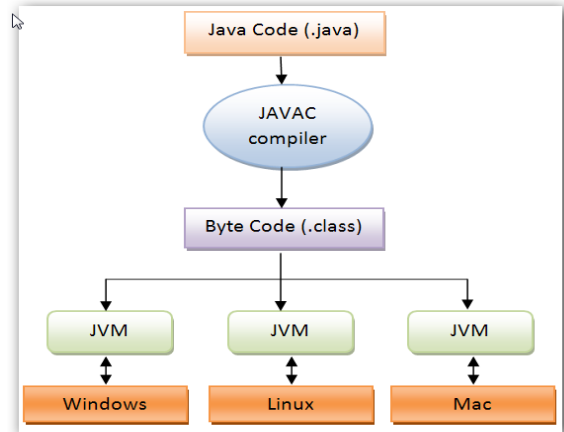 Java Code (.java)
JAVAC
compiler
Byte Code (.class)
JVM
JVM
JVM
Windows
Linux
Mac